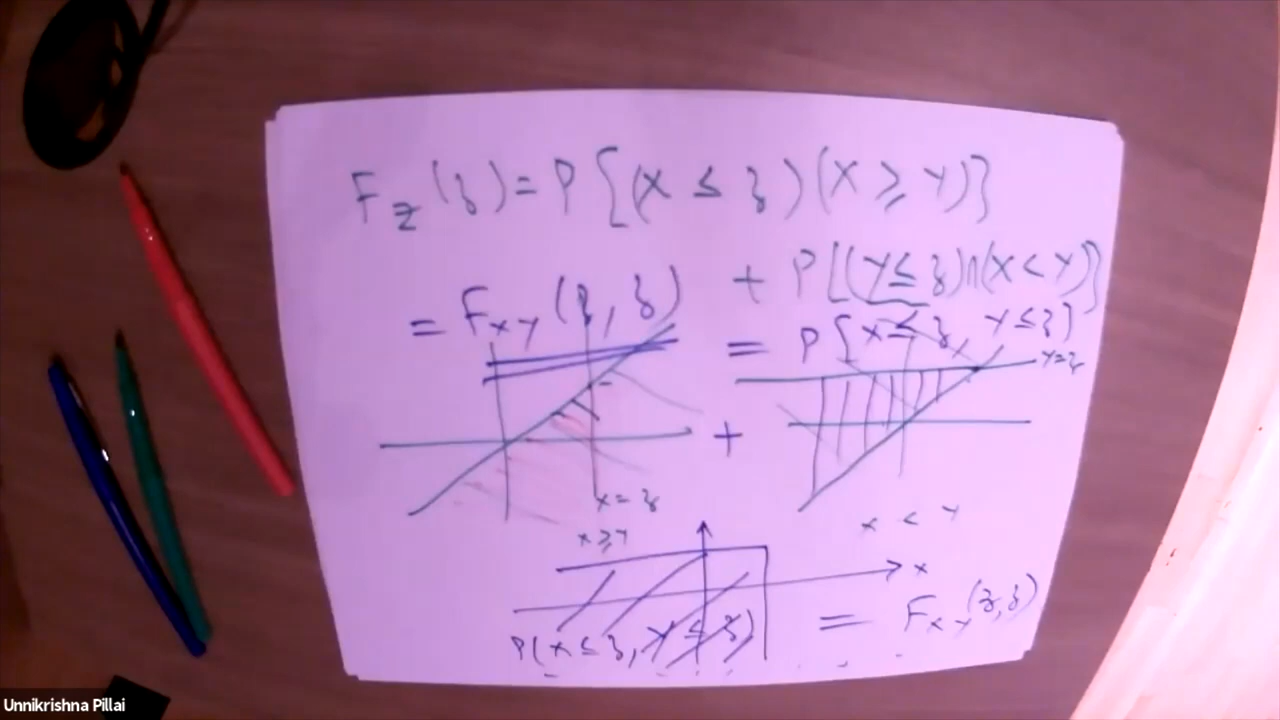 F_Z(z) = P{(X ≤ z)(X ≥ Y)}
+ P[(Y ≤ z)∩(X < Y)}
= F_XY(z, z)
= P[X ≤ z, Y ≤ z]
Y=z
+
X = z
X ≥ Y
X < Y
X
P(X ≤ z, Y ≤ z) = F_XY(z,z)
Unnikrishna Pillai